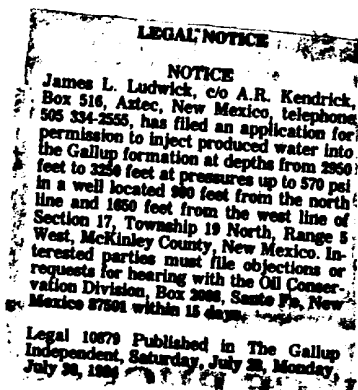 LEGAL NOTICE
NOTICE
James L. Ludwick, c/o A.R. Kendrick,
Box 516, Aztec, New Mexico, telephone
505 334-2555, has filed an application for
permission to inject produced water into
the Gallup formation at depths from 2950
feet to 3250 feet at pressures up to 570 psi
in a well located feet from the north
line and 1650 feet from the west line of
Section 17, Township 19 North, Range 5
West, McKinley County, New Mexico. In-
terested parties must file objections or
requests for hearing with the Oil Conser-
vation Division, Box Santa Fe, New
Mexico 87501 within 15 days.
Legal 10679 Published in The Gallup
Independent, Saturday, July 28, Monday,
July 30,